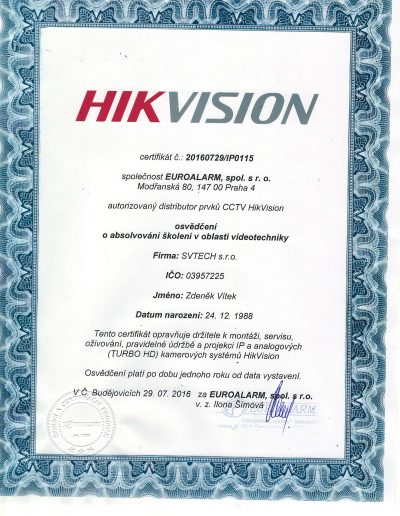 HIKVISION
certifikát č.: 20160729/IP0115
společnost EUROALARM, spol. s r. o.
Modřanská 80, 147 00 Praha 4
autorizovaný distributor prvků CCTV HikVision
osvědčení
o absolvování školení v oblasti videotechniky
Firma: SVTECH s.r.o.
IČO: 03957225
Jméno: Zdeněk Vítek
Datum narození: 24. 12. 1988
Tento certifikát opravňuje držitele k montáži, servisu,
oživování, pravidelné údržbě a projekci IP a analogových
(TURBO HD) kamerových systémů HikVision
Osvědčení platí po dobu jednoho roku od data vystavení.
V Č. Budějovicích 29. 07. 2016 za EUROALARM, spol. s r.o.
v. z. Ilona Šímová